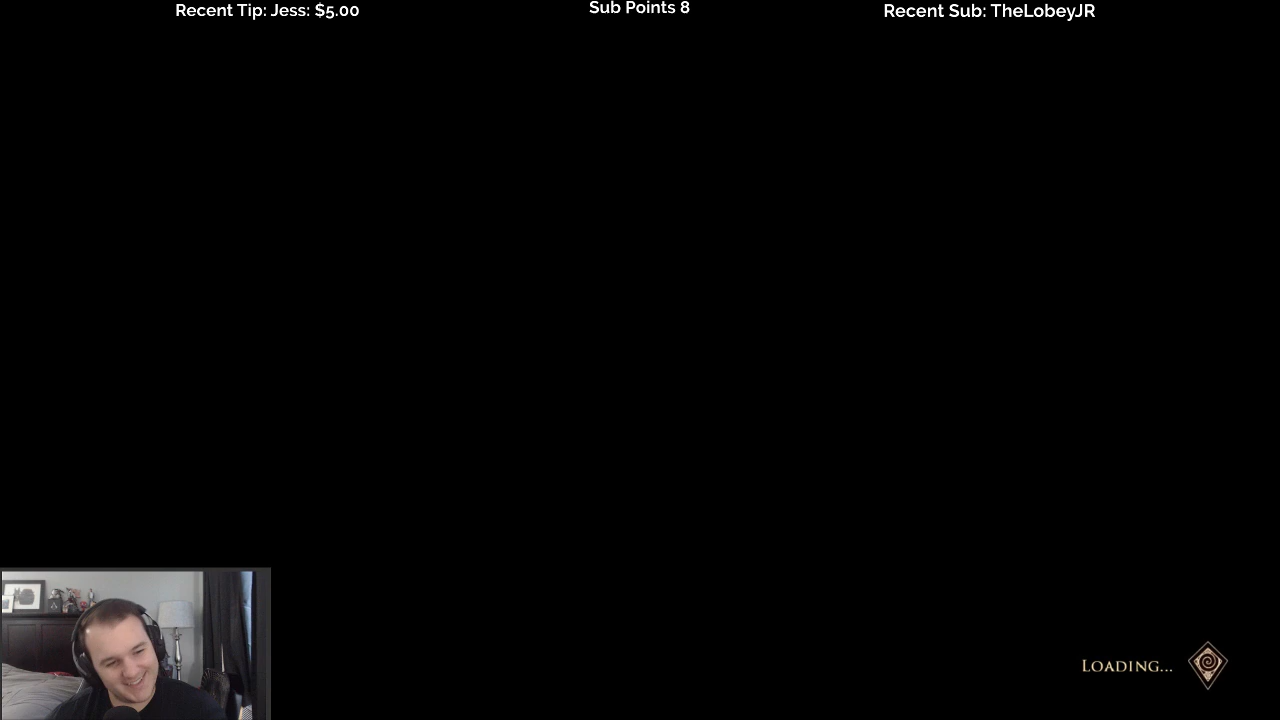 Recent Tip: Jess: $5.00
Sub Points 8
Recent Sub: TheLobeyJR
Loading...